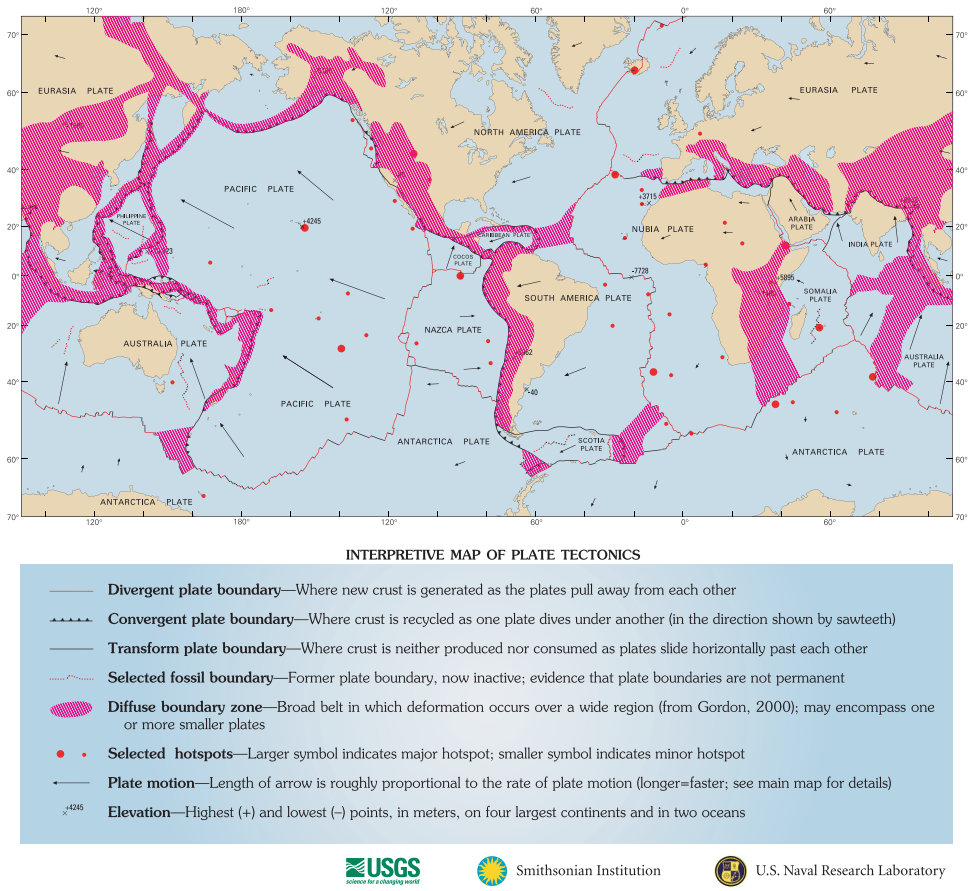 120° 180° 120° 60° 0° 60°
70° 70°
60° 60°
EURASIA PLATE
EURASIA PLATE
NORTH AMERICA PLATE
40° 40°
PACIFIC PLATE
+3715
PHILIPPINE
PLATE
+4245
ARABIA
PLATE
20° 20°
NUBIA PLATE
CARIBBEAN PLATE
INDIA PLATE
COCOS
PLATE
0° 0°
-7728
+5895
SOUTH AMERICA PLATE
SOMALIA
PLATE
20° 20°
NAZCA PLATE
AUSTRALIA PLATE
AUSTRALIA
PLATE
40° 40°
-40
PACIFIC PLATE
ANTARCTICA PLATE
SCOTIA
PLATE
ANTARCTICA PLATE
60° 60°
ANTARCTICA PLATE
70° 70°
120° 180° 120° 60° 0° 60°
INTERPRETIVE MAP OF PLATE TECTONICS
Divergent plate boundary—Where new crust is generated as the plates pull away from each other
Convergent plate boundary—Where crust is recycled as one plate dives under another (in the direction shown by sawteeth)
Transform plate boundary—Where crust is neither produced nor consumed as plates slide horizontally past each other
Selected fossil boundary—Former plate boundary, now inactive; evidence that plate boundaries are not permanent
Diffuse boundary zone—Broad belt in which deformation occurs over a wide region (from Gordon, 2000); may encompass one
or more smaller plates
Selected hotspots—Larger symbol indicates major hotspot; smaller symbol indicates minor hotspot
Plate motion—Length of arrow is roughly proportional to the rate of plate motion (longer=faster; see main map for details)
+4245
Elevation—Highest (+) and lowest (–) points, in meters, on four largest continents and in two oceans
USGS
science for a changing world
Smithsonian Institution
U.S. Naval Research Laboratory